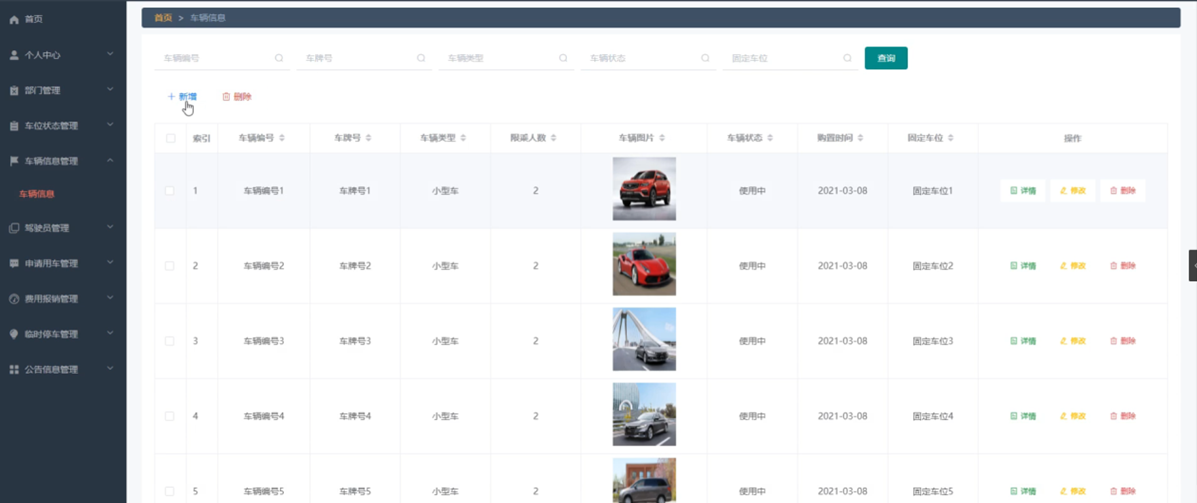 首页
个人中心
部门管理
车位状态管理
车辆信息管理
车辆信息
驾驶员管理
申请用车管理
费用报销管理
临时停车管理
公告信息管理
首页 > 车辆信息
车辆编号 车牌号 车辆类型 车辆状态 固定车位 查询
+ 新增 删除
索引 车辆编号 车牌号 车辆类型 限乘人数 车辆图片 车辆状态 购置时间 固定车位 操作
1 车辆编号1 车牌号1 小型车 2 使用中 2021-03-08 固定车位1 详情 修改 删除
2 车辆编号2 车牌号2 小型车 2 使用中 2021-03-08 固定车位2 详情 修改 删除
3 车辆编号3 车牌号3 小型车 2 使用中 2021-03-08 固定车位3 详情 修改 删除
4 车辆编号4 车牌号4 小型车 2 使用中 2021-03-08 固定车位4 详情 修改 删除
5 车辆编号5 车牌号5 小型车 2 使用中 2021-03-08 固定车位5 详情 修改 删除